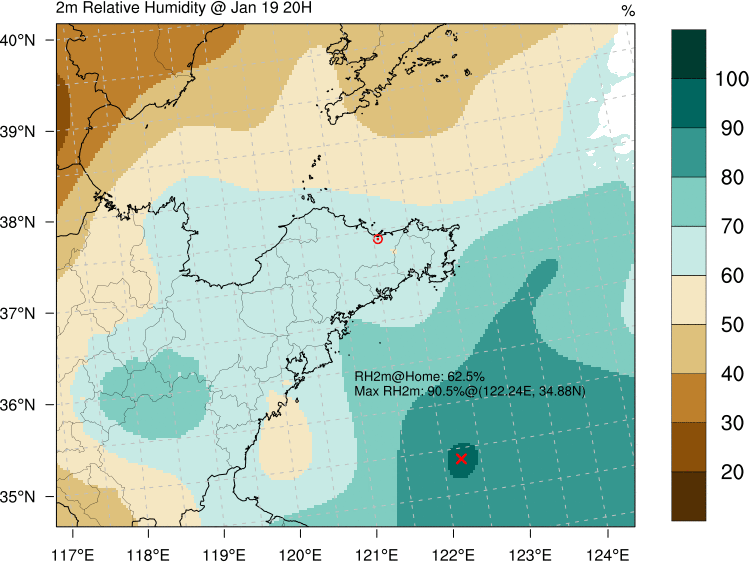 2m Relative Humidity @ Jan 19 20H
%
40°N
39°N
38°N
37°N
36°N
35°N
100
90
80
70
60
50
40
30
20
RH2m@Home: 62.5%
Max RH2m: 90.5%@(122.24E, 34.88N)
117°E
118°E
119°E
120°E
121°E
122°E
123°E
124°E